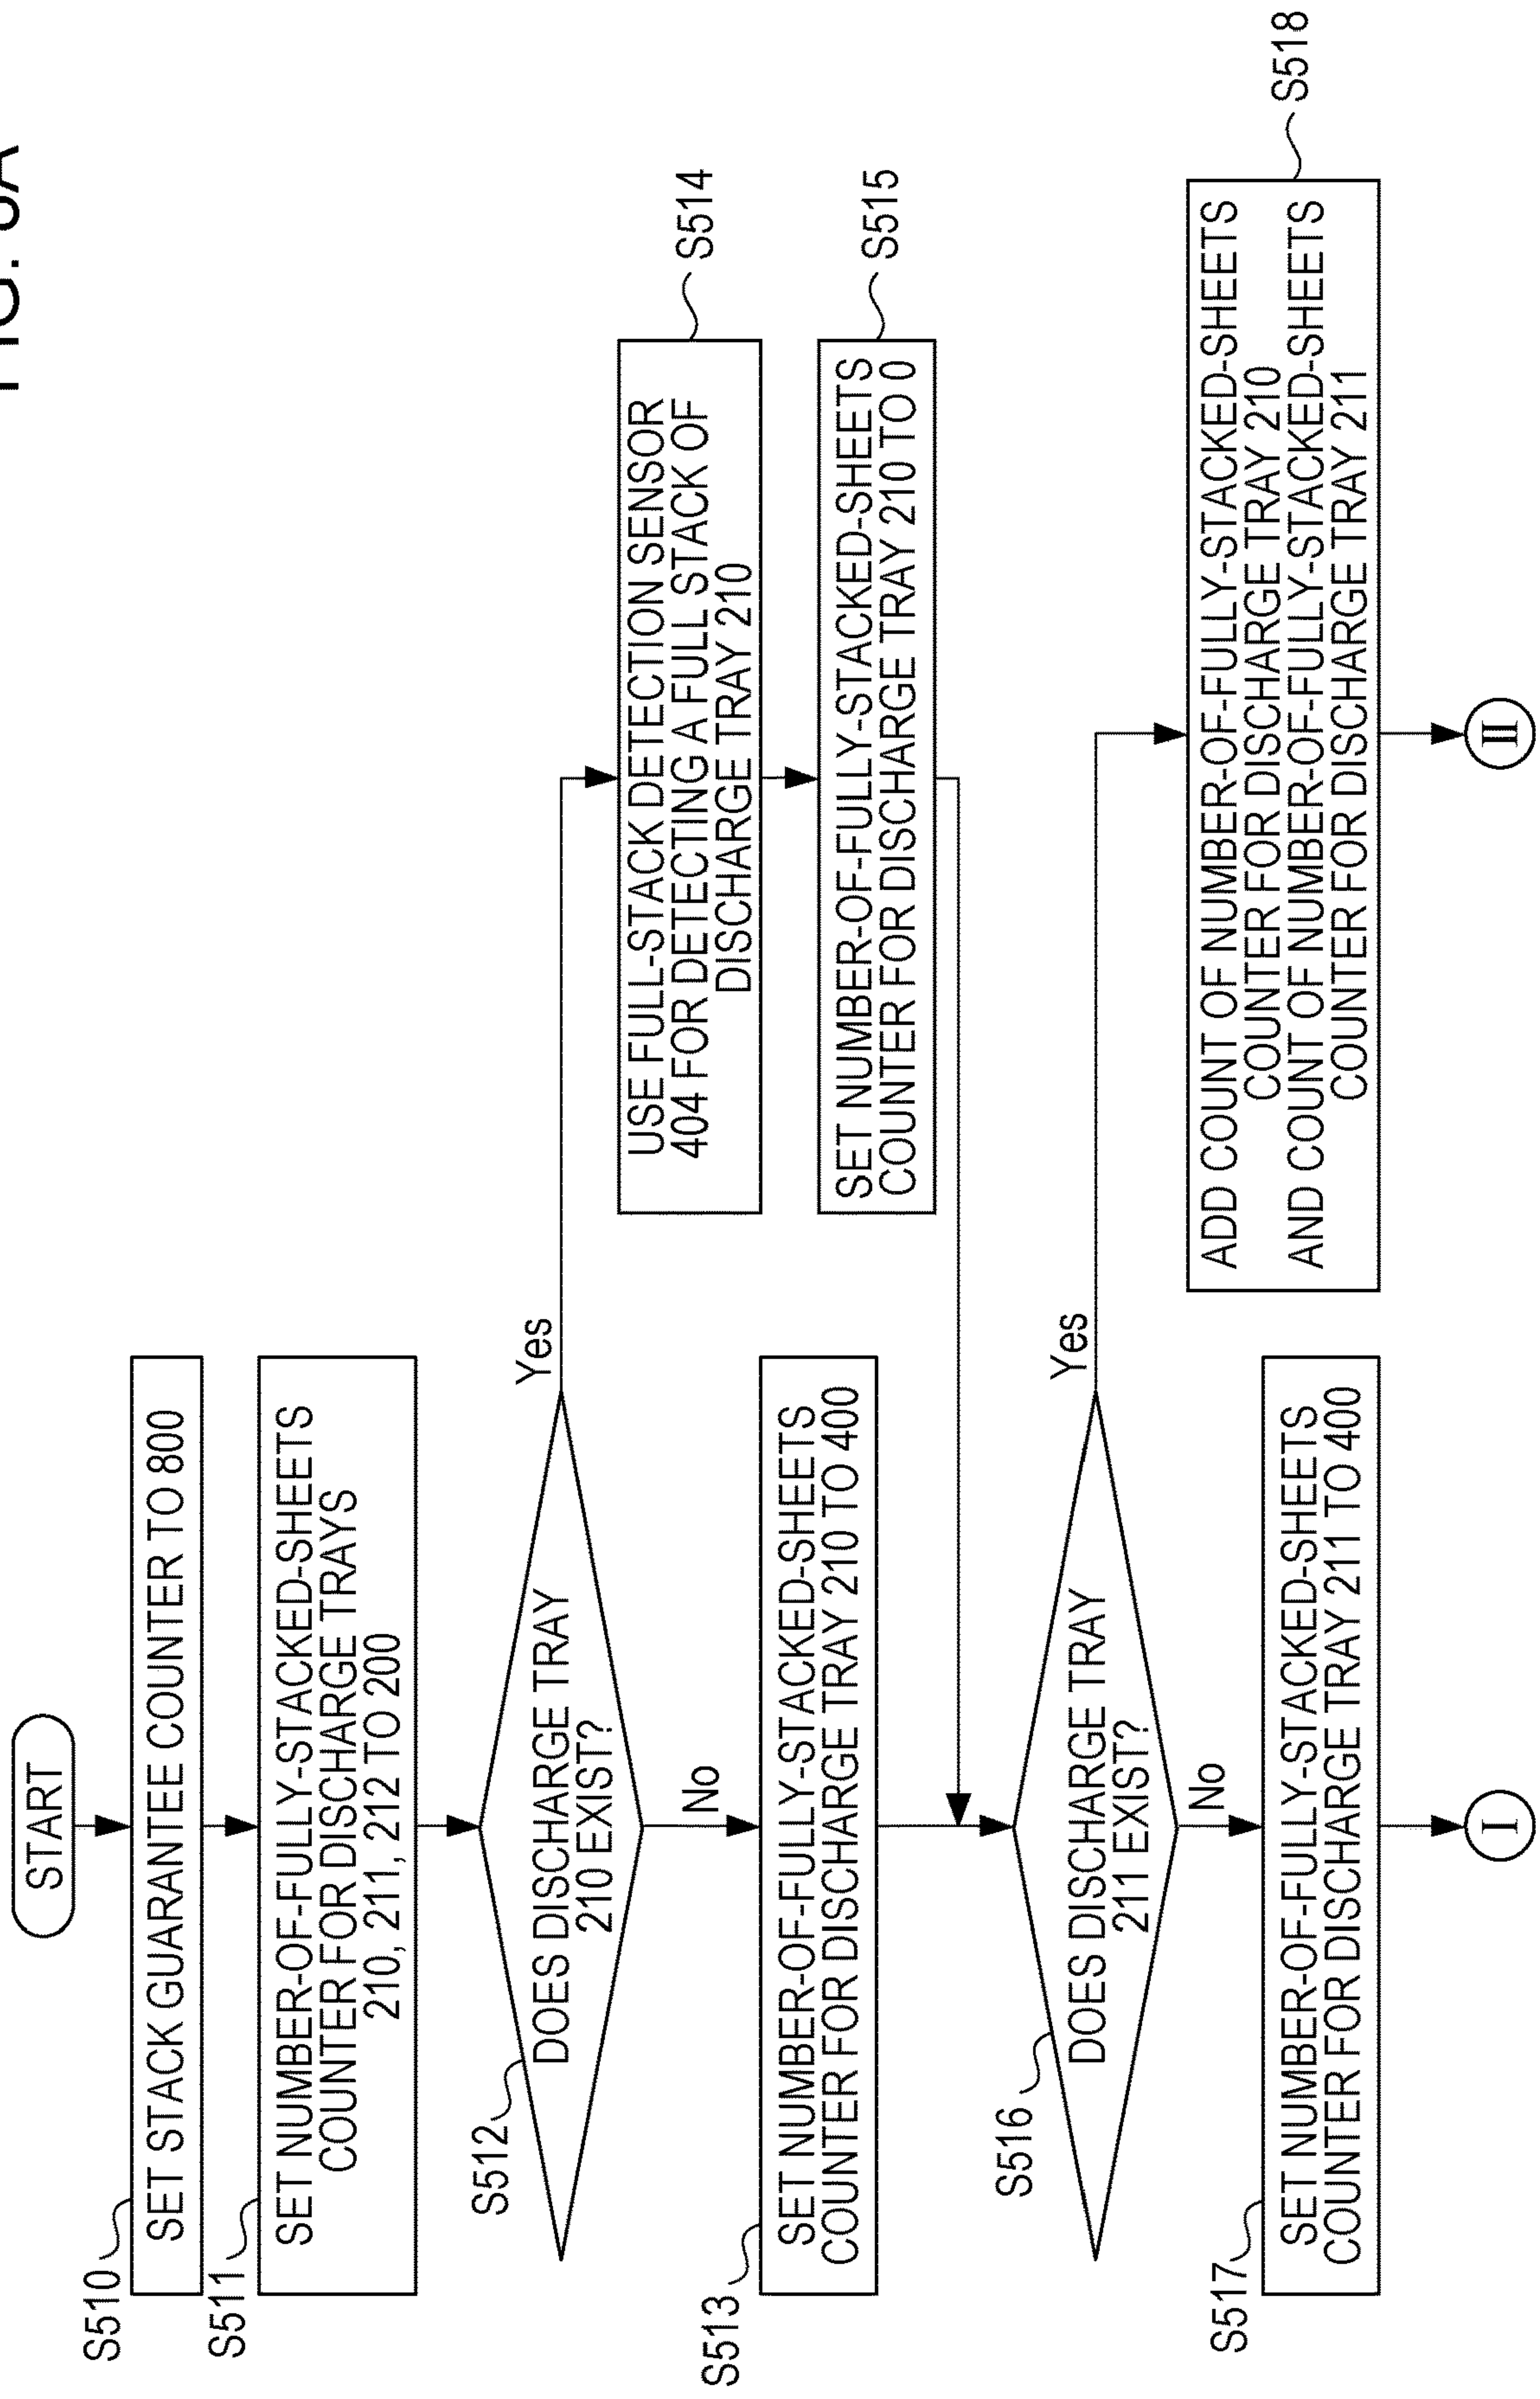 START
S510
SET STACK GUARANTEE COUNTER TO 800
S511
SET NUMBER-OF-FULLY-STACKED-SHEETS
COUNTER FOR DISCHARGE TRAYS
210, 211, 212 TO 200
S512
DOES DISCHARGE TRAY
210 EXIST?
Yes
No
USE FULL-STACK DETECTION SENSOR
404 FOR DETECTING A FULL STACK OF
DISCHARGE TRAY 210
S514
S513
SET NUMBER-OF-FULLY-STACKED-SHEETS
COUNTER FOR DISCHARGE TRAY 210 TO 400
SET NUMBER-OF-FULLY-STACKED-SHEETS
COUNTER FOR DISCHARGE TRAY 210 TO 0
S515
S516
DOES DISCHARGE TRAY
211 EXIST?
Yes
No
S517
SET NUMBER-OF-FULLY-STACKED-SHEETS
COUNTER FOR DISCHARGE TRAY 211 TO 400
ADD COUNT OF NUMBER-OF-FULLY-STACKED-SHEETS
COUNTER FOR DISCHARGE TRAY 210
AND COUNT OF NUMBER-OF-FULLY-STACKED-SHEETS
COUNTER FOR DISCHARGE TRAY 211
S518
I
II